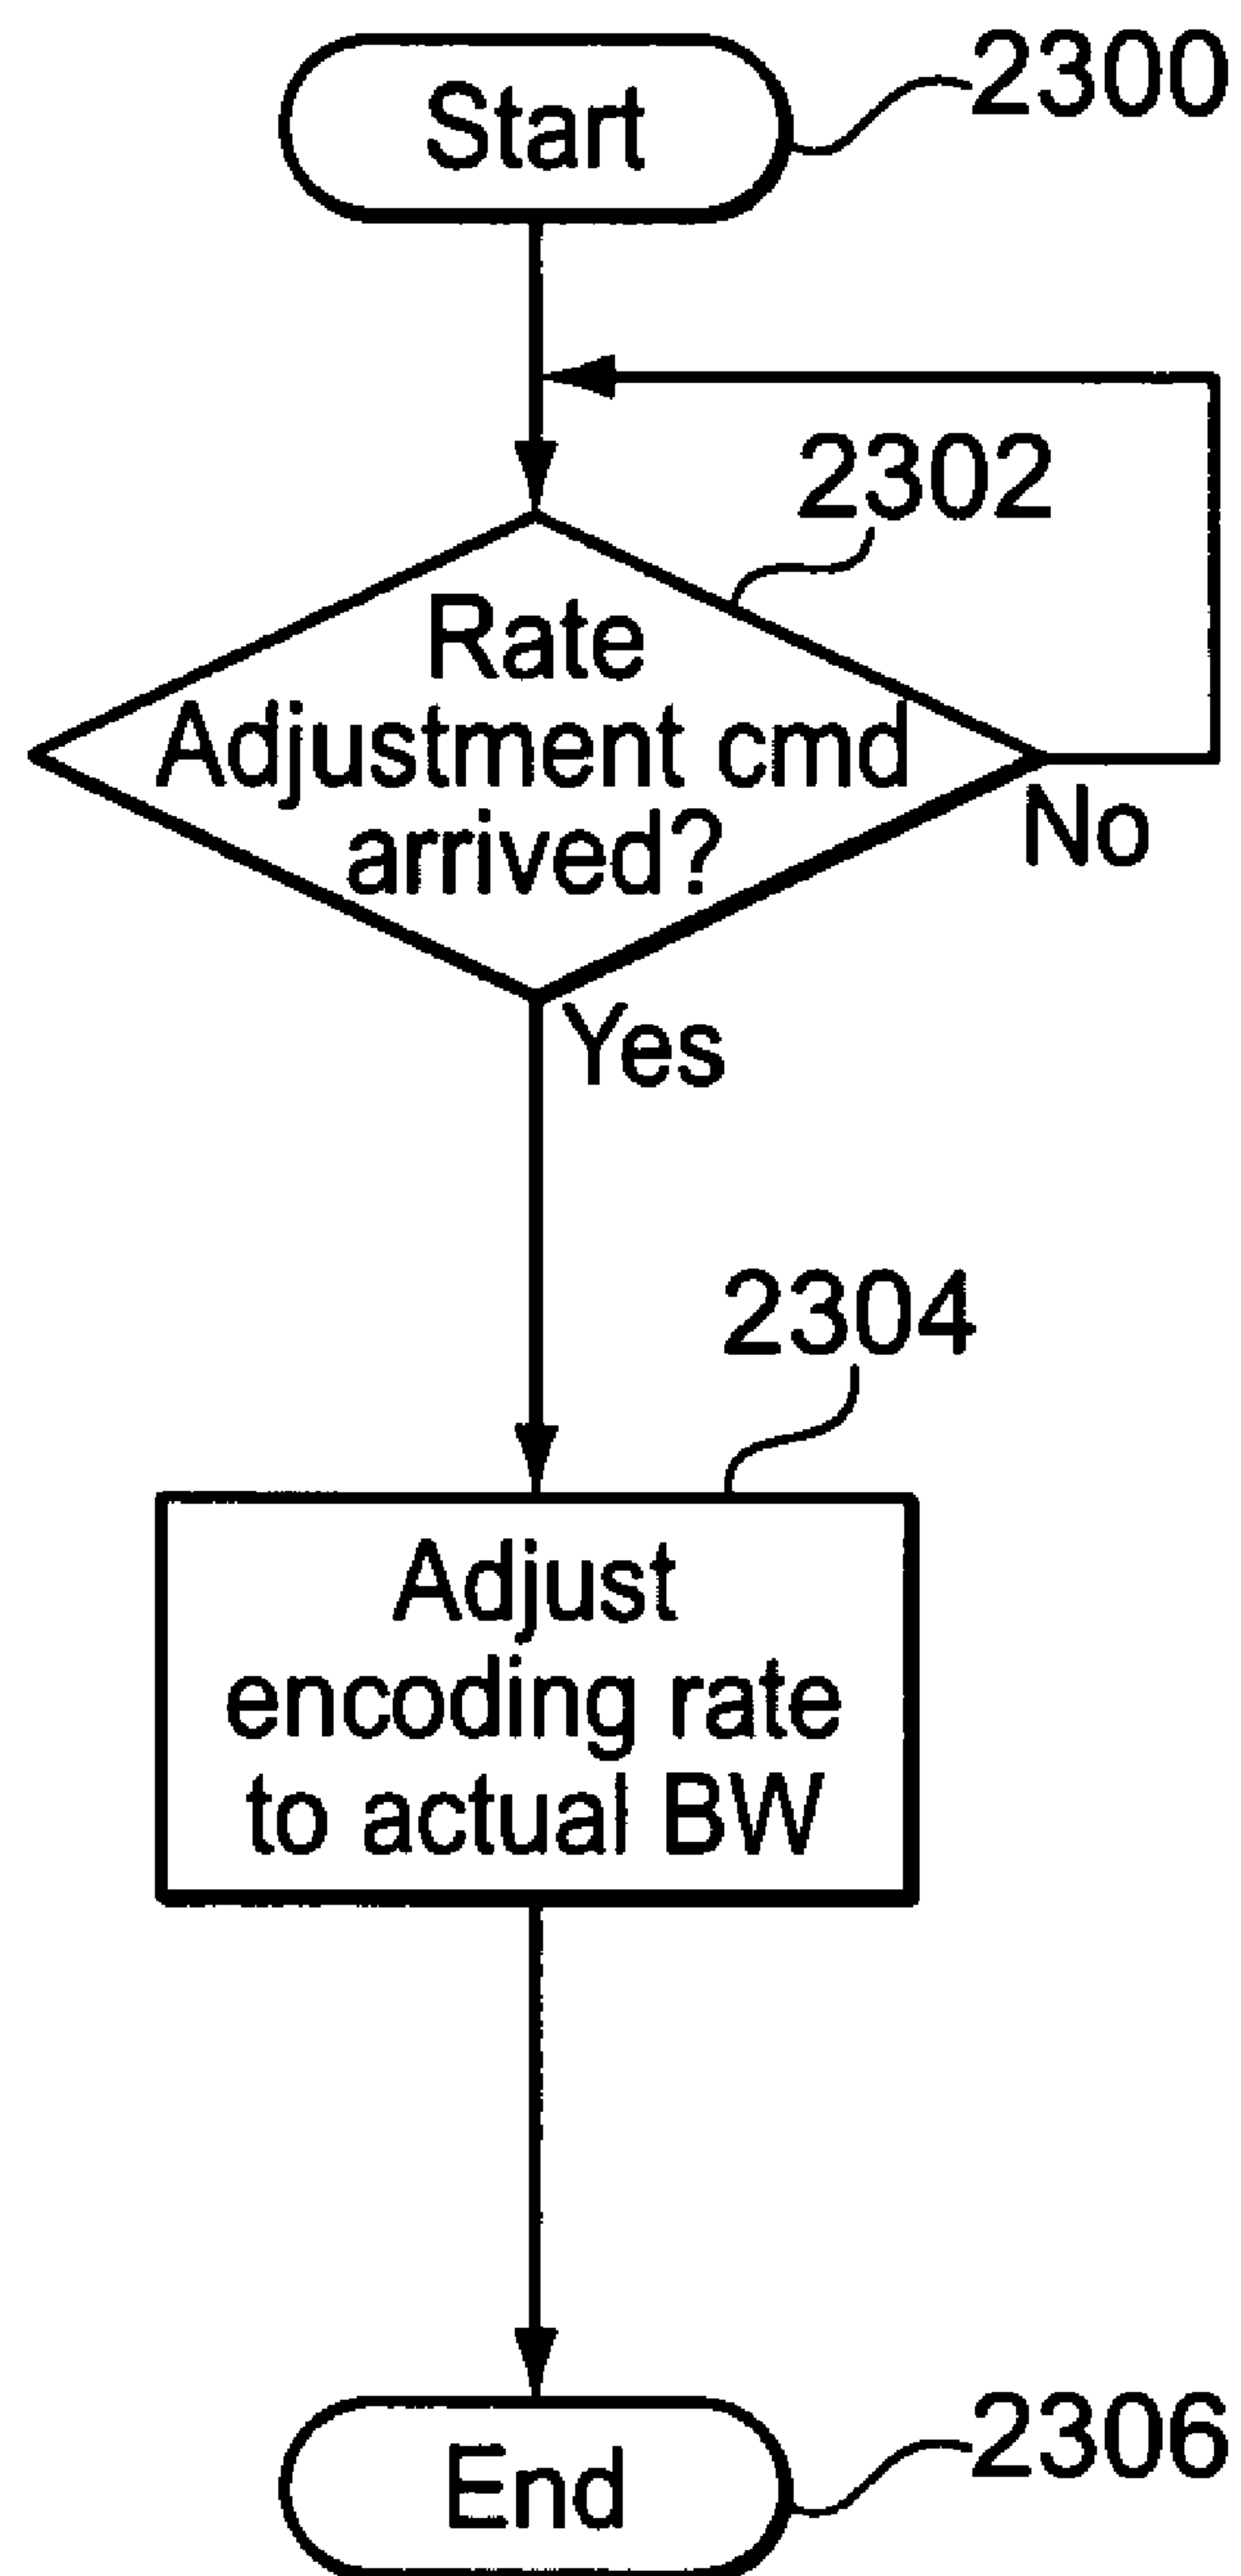 Start
2300
2302
Rate
Adjustment cmd
arrived?
No
Yes
2304
Adjust
encoding rate
to actual BW
End
2306